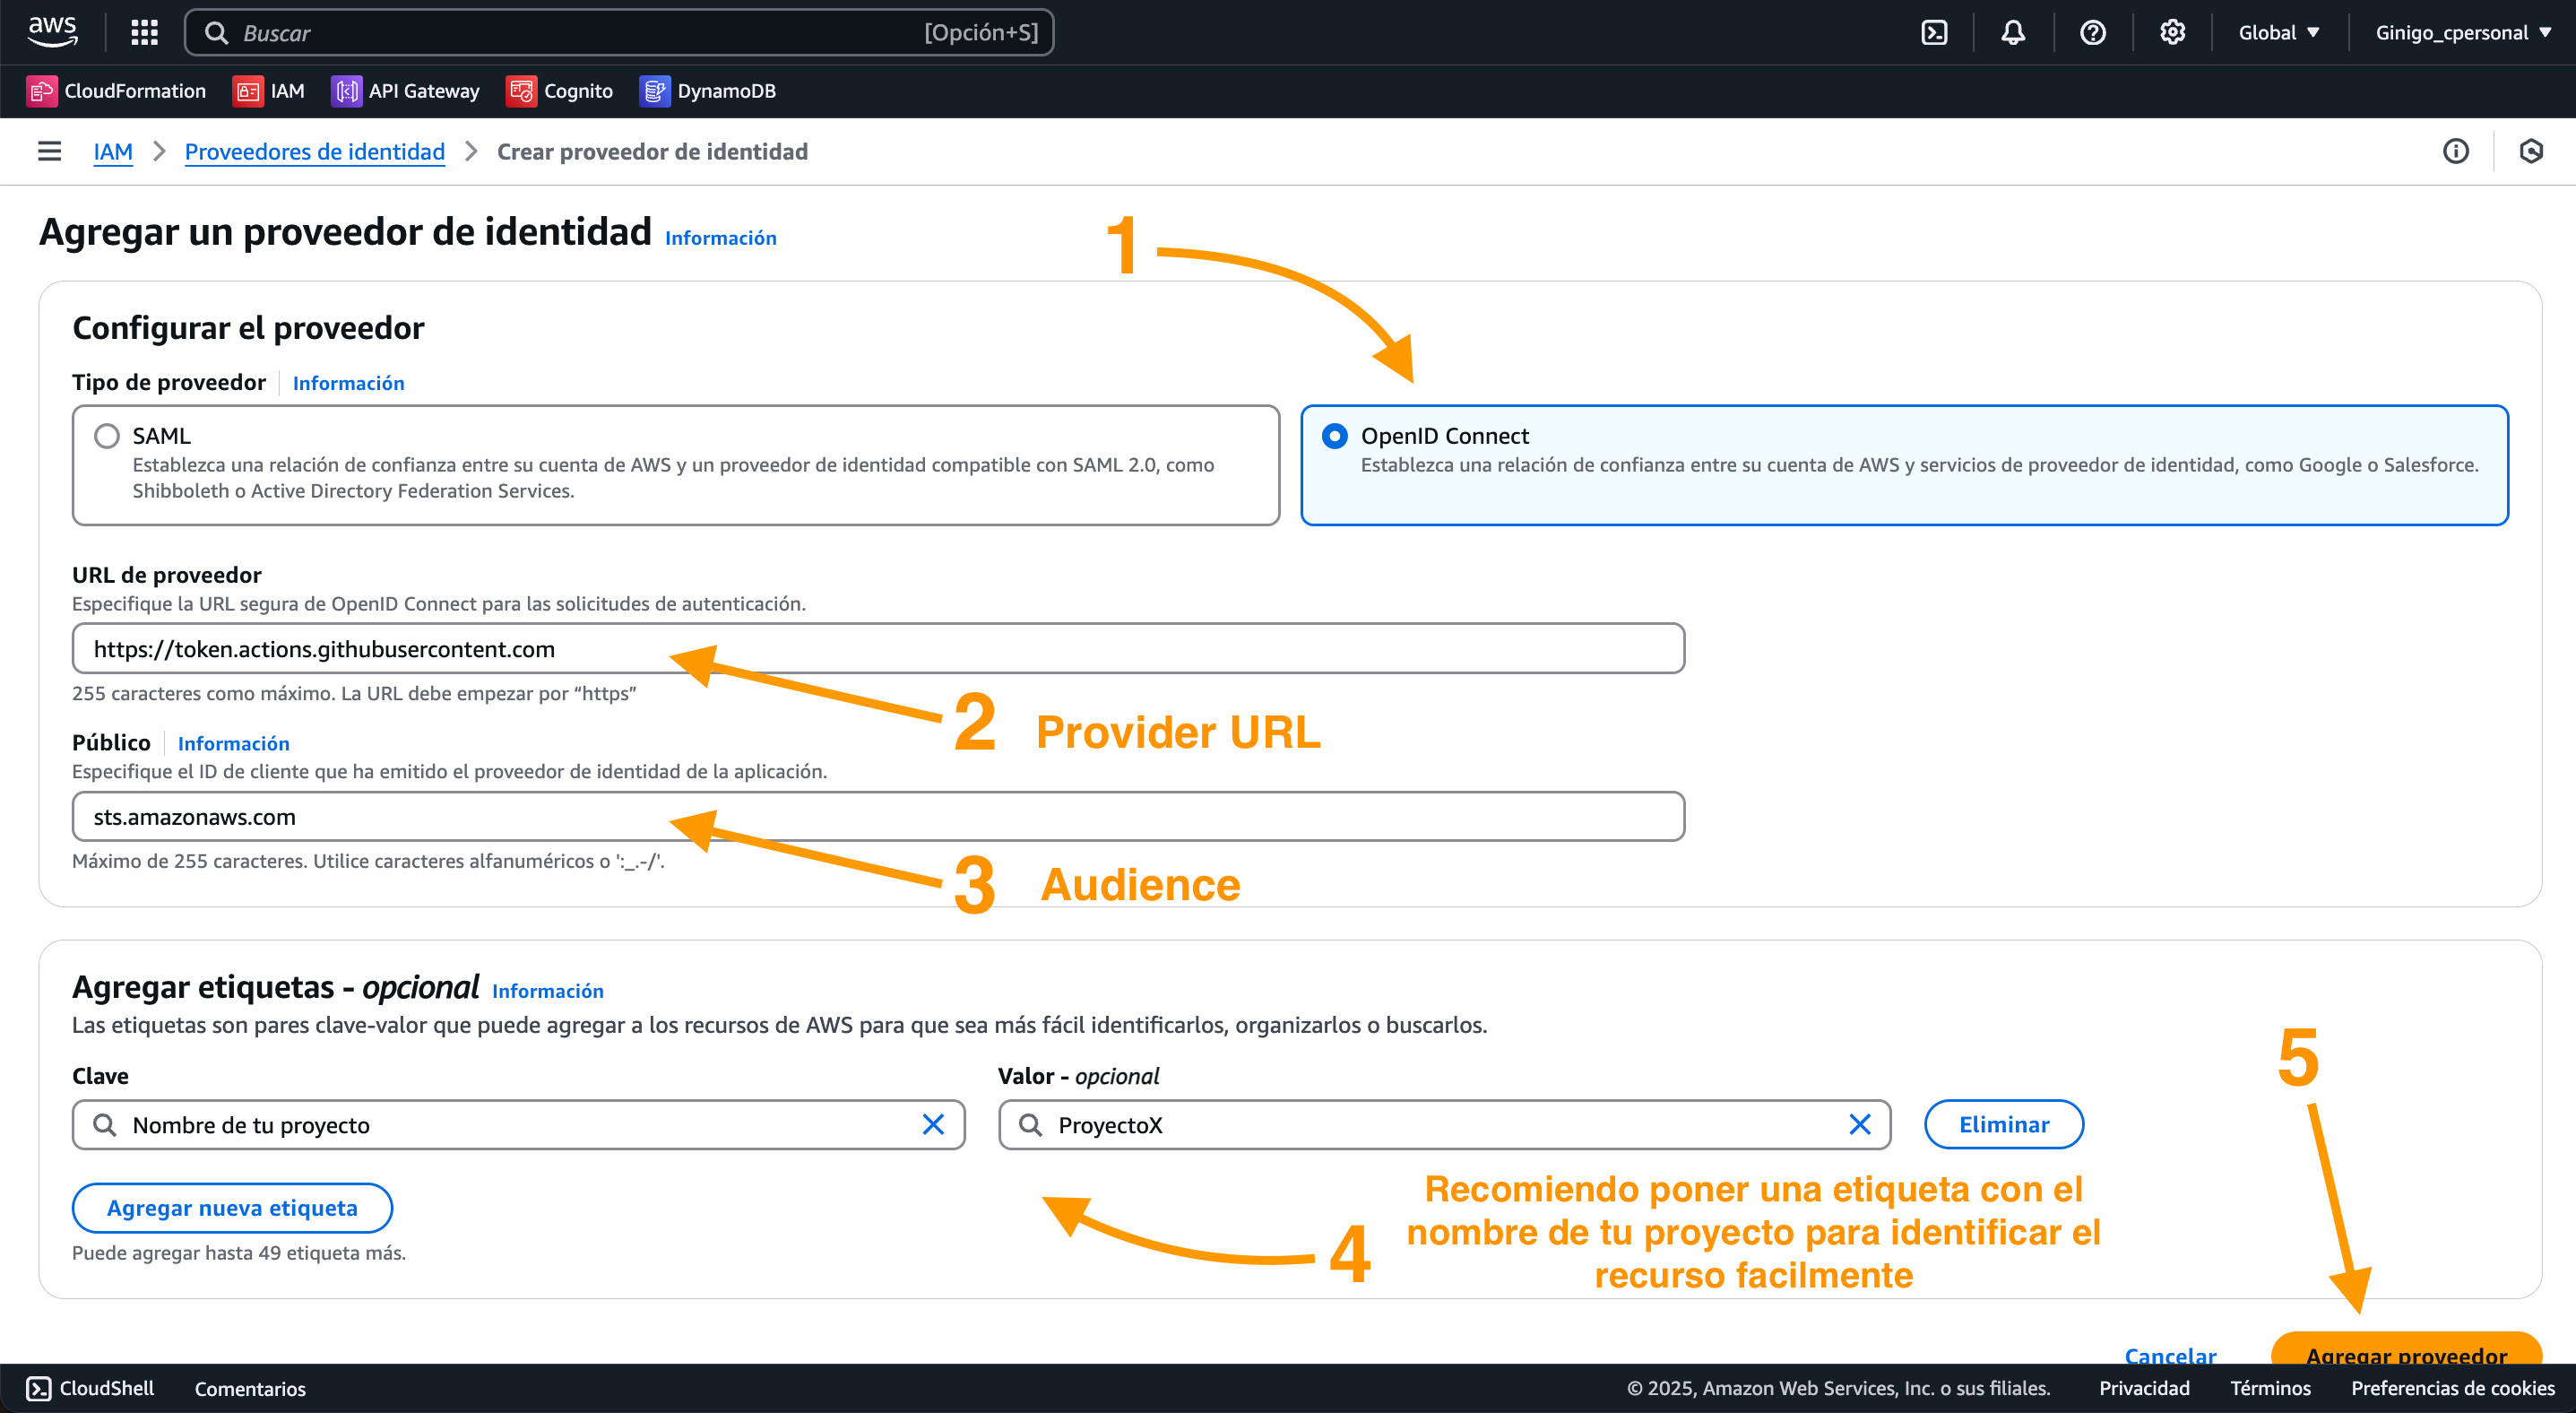 aws
Buscar
[Opción+S]
Global
Ginigo_cpersonal
CloudFormation
IAM
API Gateway
Cognito
DynamoDB
IAM
Proveedores de identidad
Crear proveedor de identidad
Agregar un proveedor de identidad
Información
1
Configurar el proveedor
Tipo de proveedor
Información
SAML
Establezca una relación de confianza entre su cuenta de AWS y un proveedor de identidad compatible con SAML 2.0, como
Shibboleth o Active Directory Federation Services.
OpenID Connect
Establezca una relación de confianza entre su cuenta de AWS y servicios de proveedor de identidad, como Google o Salesforce.
URL de proveedor
Especifique la URL segura de OpenID Connect para las solicitudes de autenticación.
https://token.actions.githubusercontent.com
255 caracteres como máximo. La URL debe empezar por “https”
2 Provider URL
Público
Información
Especifique el ID de cliente que ha emitido el proveedor de identidad de la aplicación.
sts.amazonaws.com
Máximo de 255 caracteres. Utilice caracteres alfanuméricos o ':_.-/'.
3 Audience
Agregar etiquetas - opcional
Información
Las etiquetas son pares clave-valor que puede agregar a los recursos de AWS para que sea más fácil identificarlos, organizarlos o buscarlos.
5
Clave
Valor - opcional
Nombre de tu proyecto
ProyectoX
Eliminar
Agregar nueva etiqueta
Puede agregar hasta 49 etiqueta más.
4
Recomiendo poner una etiqueta con el
nombre de tu proyecto para identificar el
recurso facilmente
Cancelar
Agregar proveedor
CloudShell
Comentarios
© 2025, Amazon Web Services, Inc. o sus filiales.
Privacidad
Términos
Preferencias de cookies